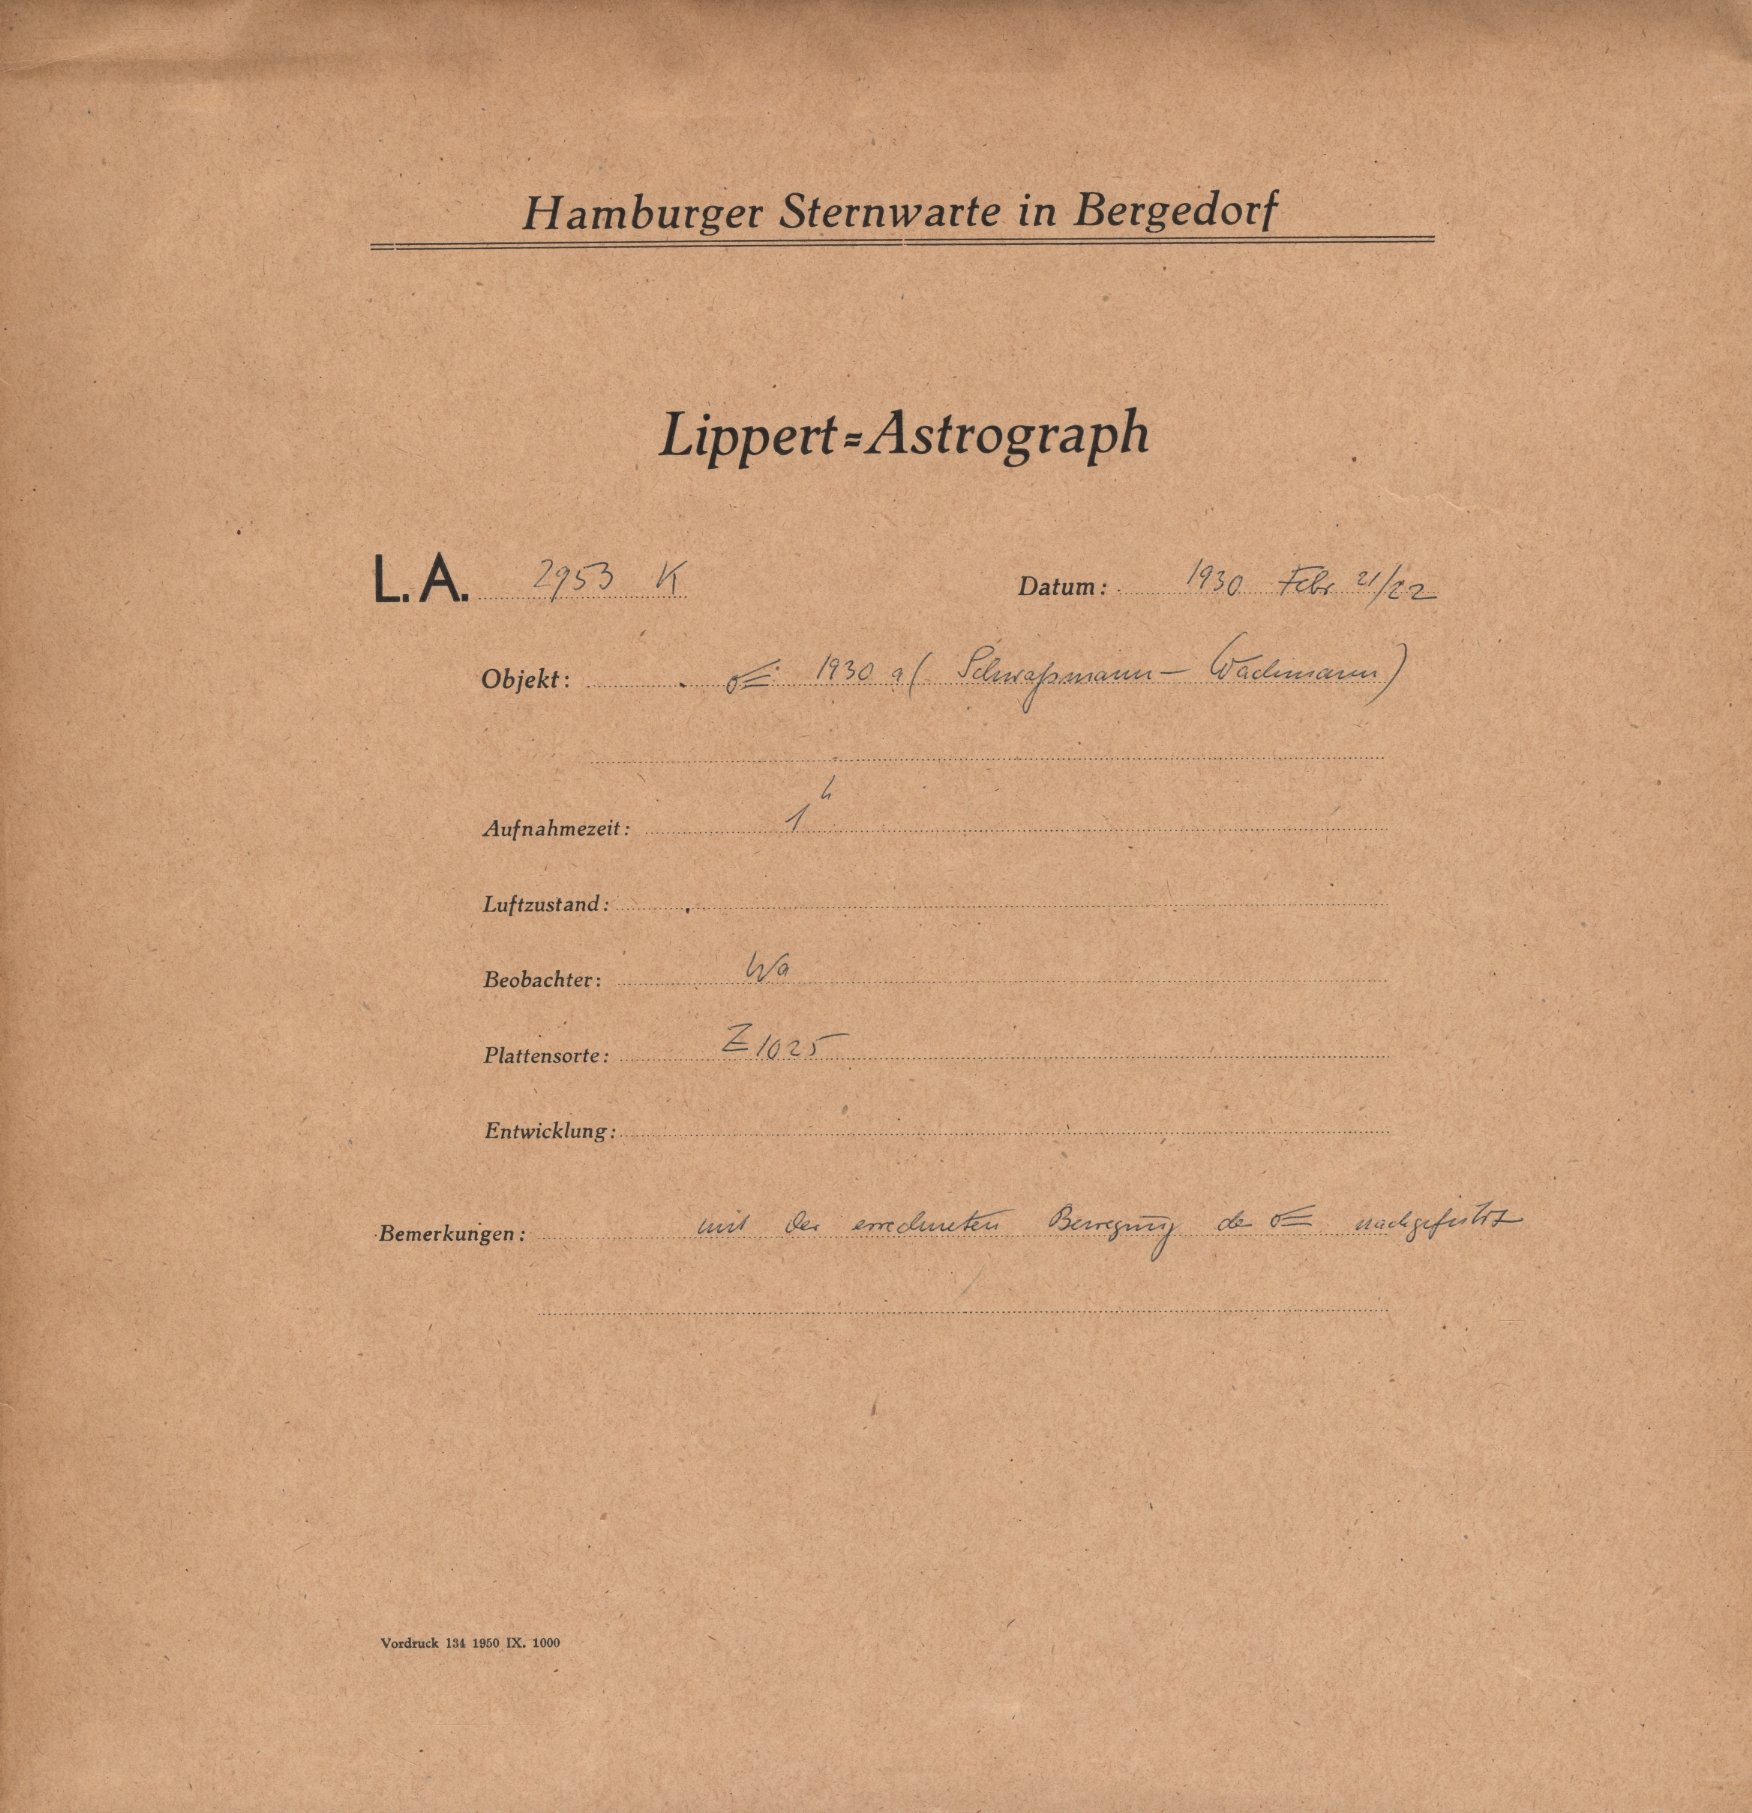 Hamburger Sternwarte in Bergedorf
Lippert=Astrograph
L.A. 2953 K Datum: 1930 Febr 21/22
Objekt: ☄ 1930 a (Schwaßmann – Wachmann)
Aufnahmezeit: 1h
Luftzustand:
Beobachter: Wa
Plattensorte: Z 1025
Entwicklung:
Bemerkungen: mit der errechneten Bewegung des ☄ nachgeführt
Vordruck 134 1950 IX. 1000